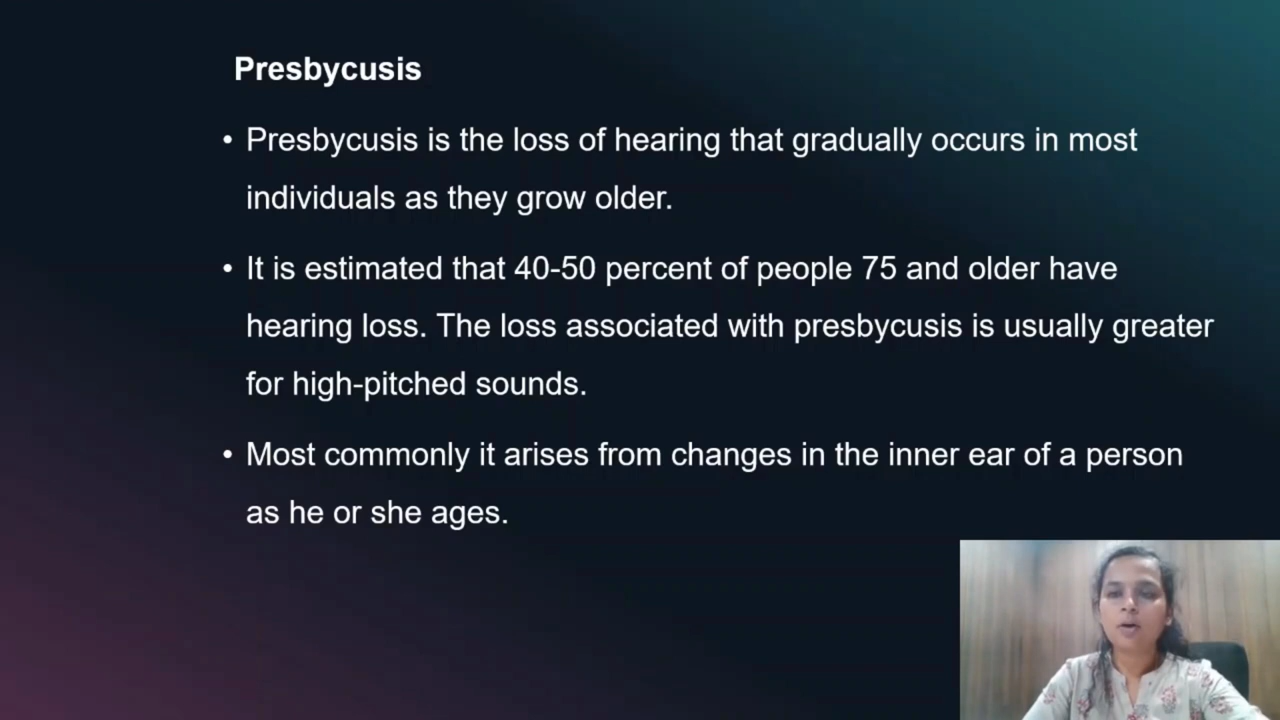 Presbycusis
• Presbycusis is the loss of hearing that gradually occurs in most
individuals as they grow older.
• It is estimated that 40-50 percent of people 75 and older have
hearing loss. The loss associated with presbycusis is usually greater
for high-pitched sounds.
• Most commonly it arises from changes in the inner ear of a person
as he or she ages.